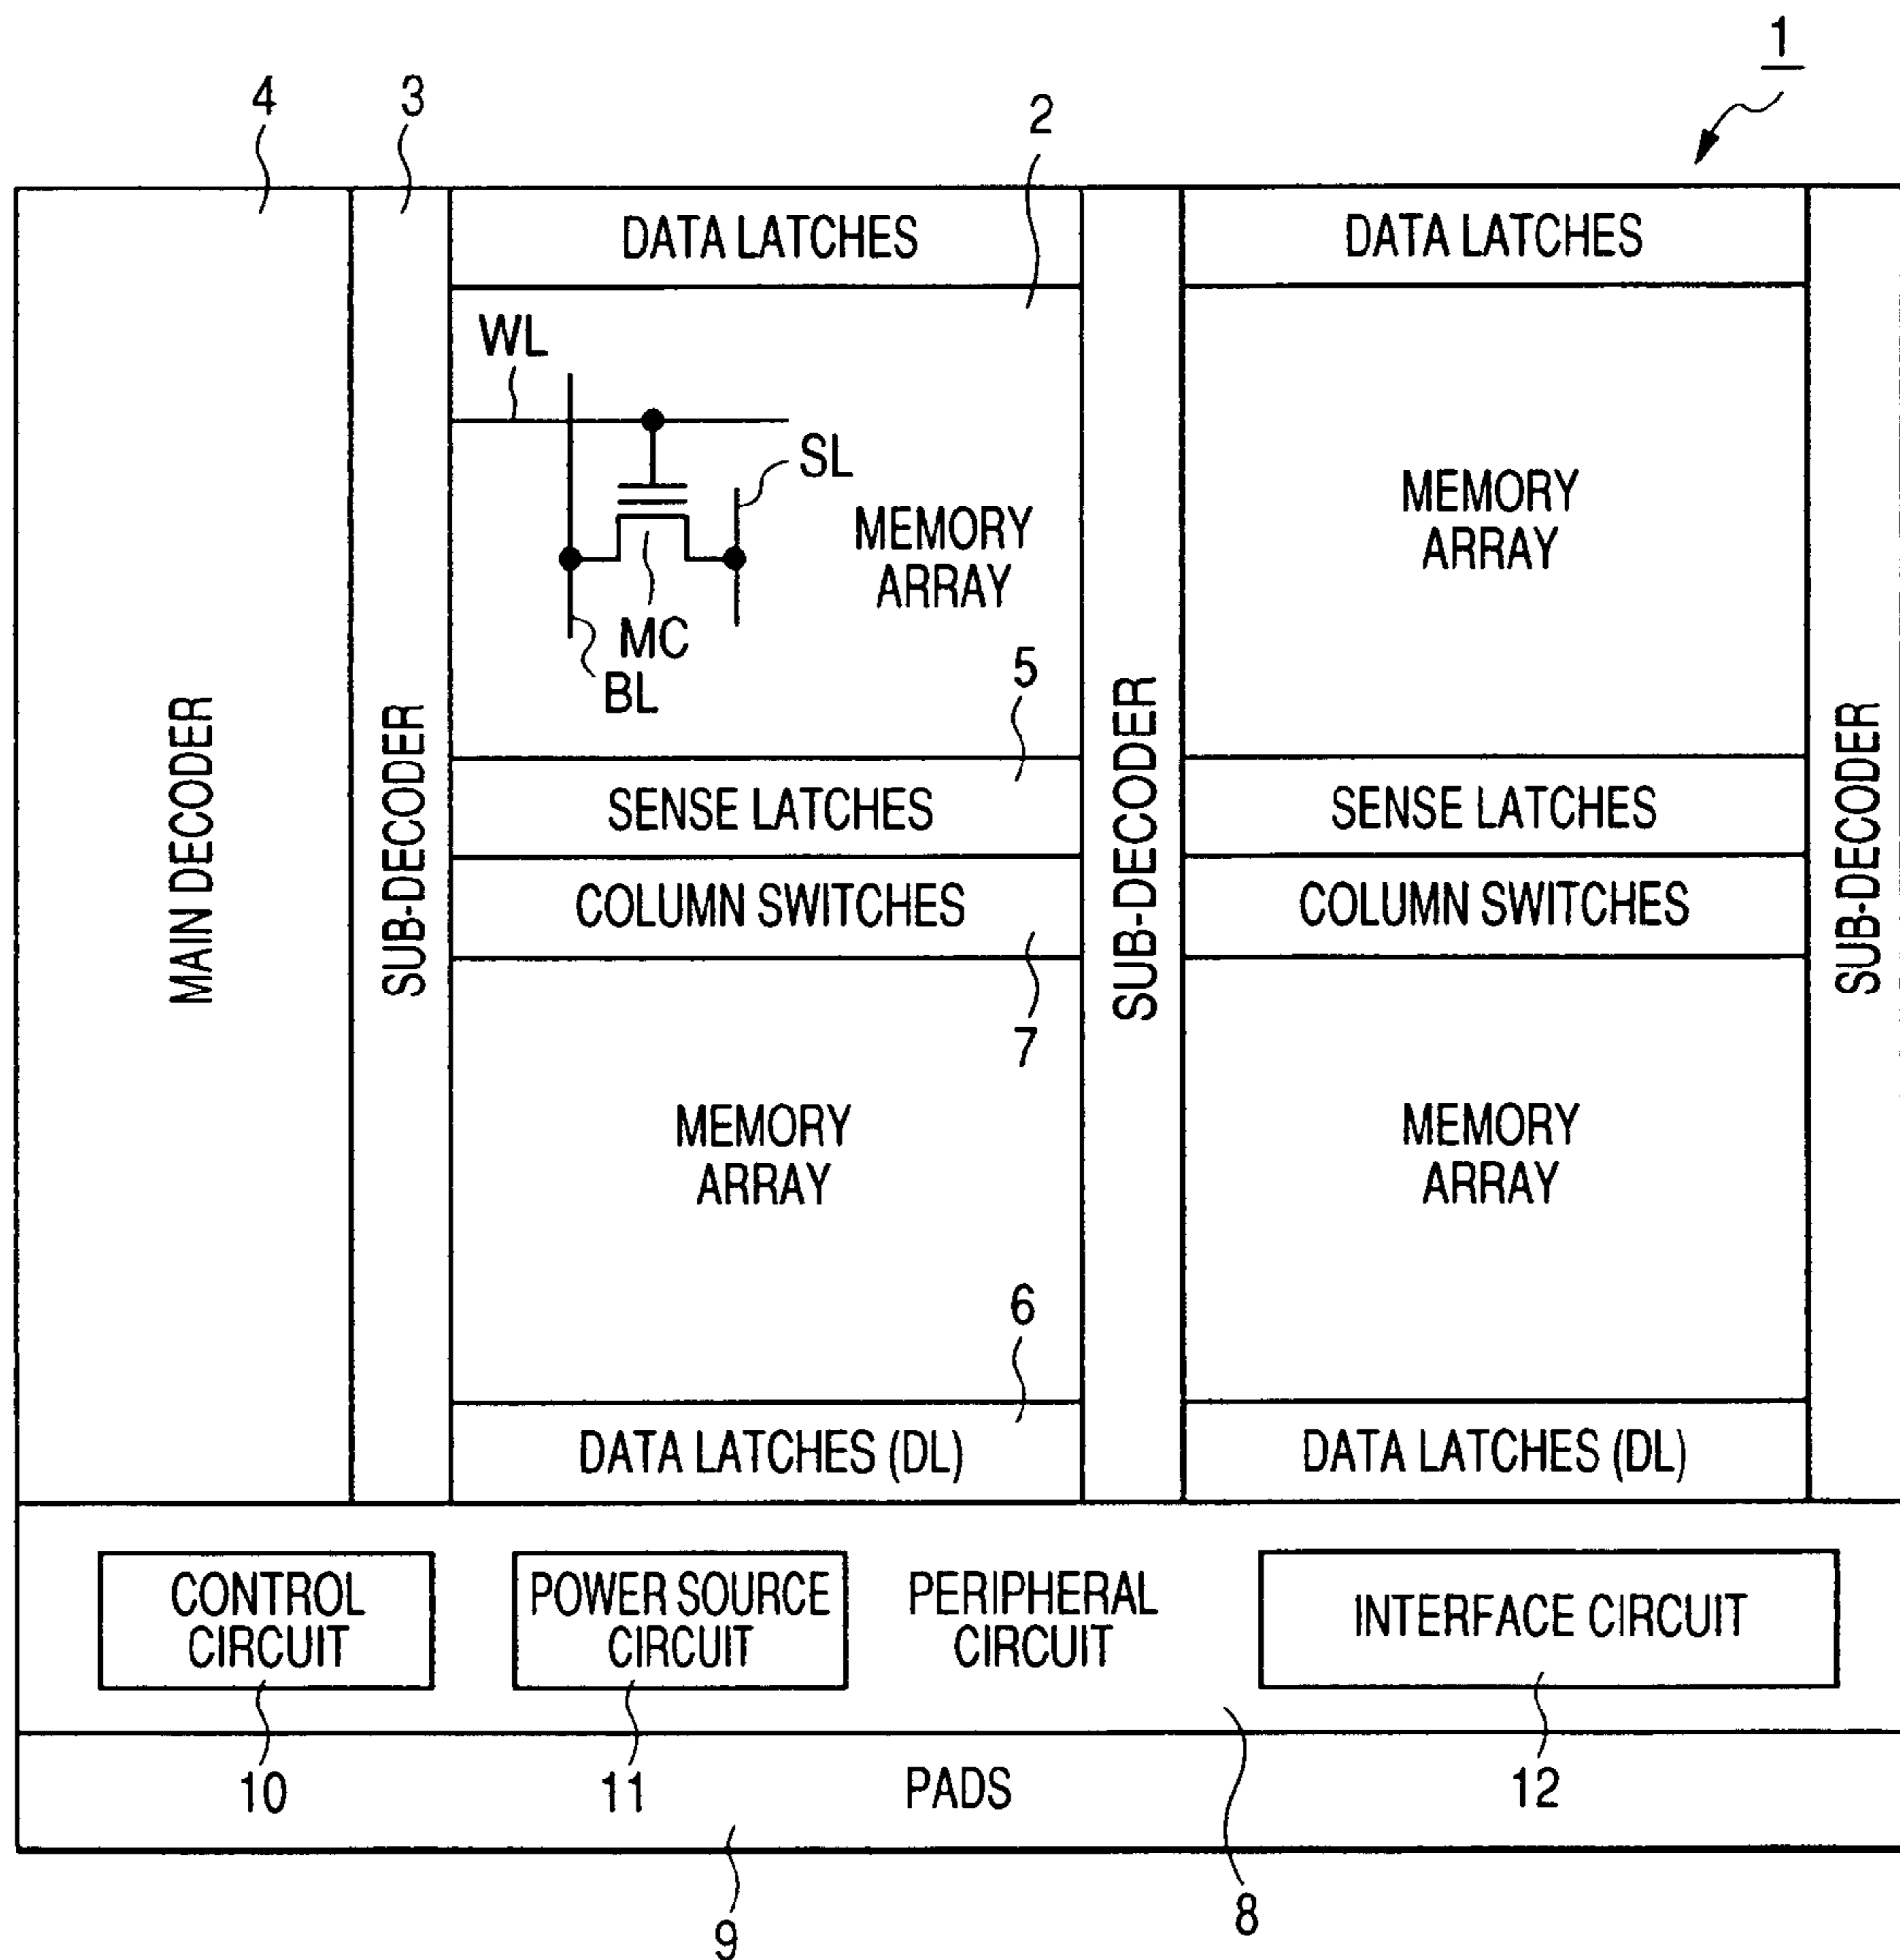 1
4
3
2
DATA LATCHES
DATA LATCHES
WL
SL
MEMORY
ARRAY
MC
BL
MEMORY
ARRAY
5
MAIN DECODER
SUB-DECODER
SUB-DECODER
SUB-DECODER
SENSE LATCHES
SENSE LATCHES
COLUMN SWITCHES
COLUMN SWITCHES
7
MEMORY
ARRAY
MEMORY
ARRAY
6
DATA LATCHES (DL)
DATA LATCHES (DL)
CONTROL
CIRCUIT
POWER SOURCE
CIRCUIT
PERIPHERAL
CIRCUIT
INTERFACE CIRCUIT
10
11
PADS
12
9
8